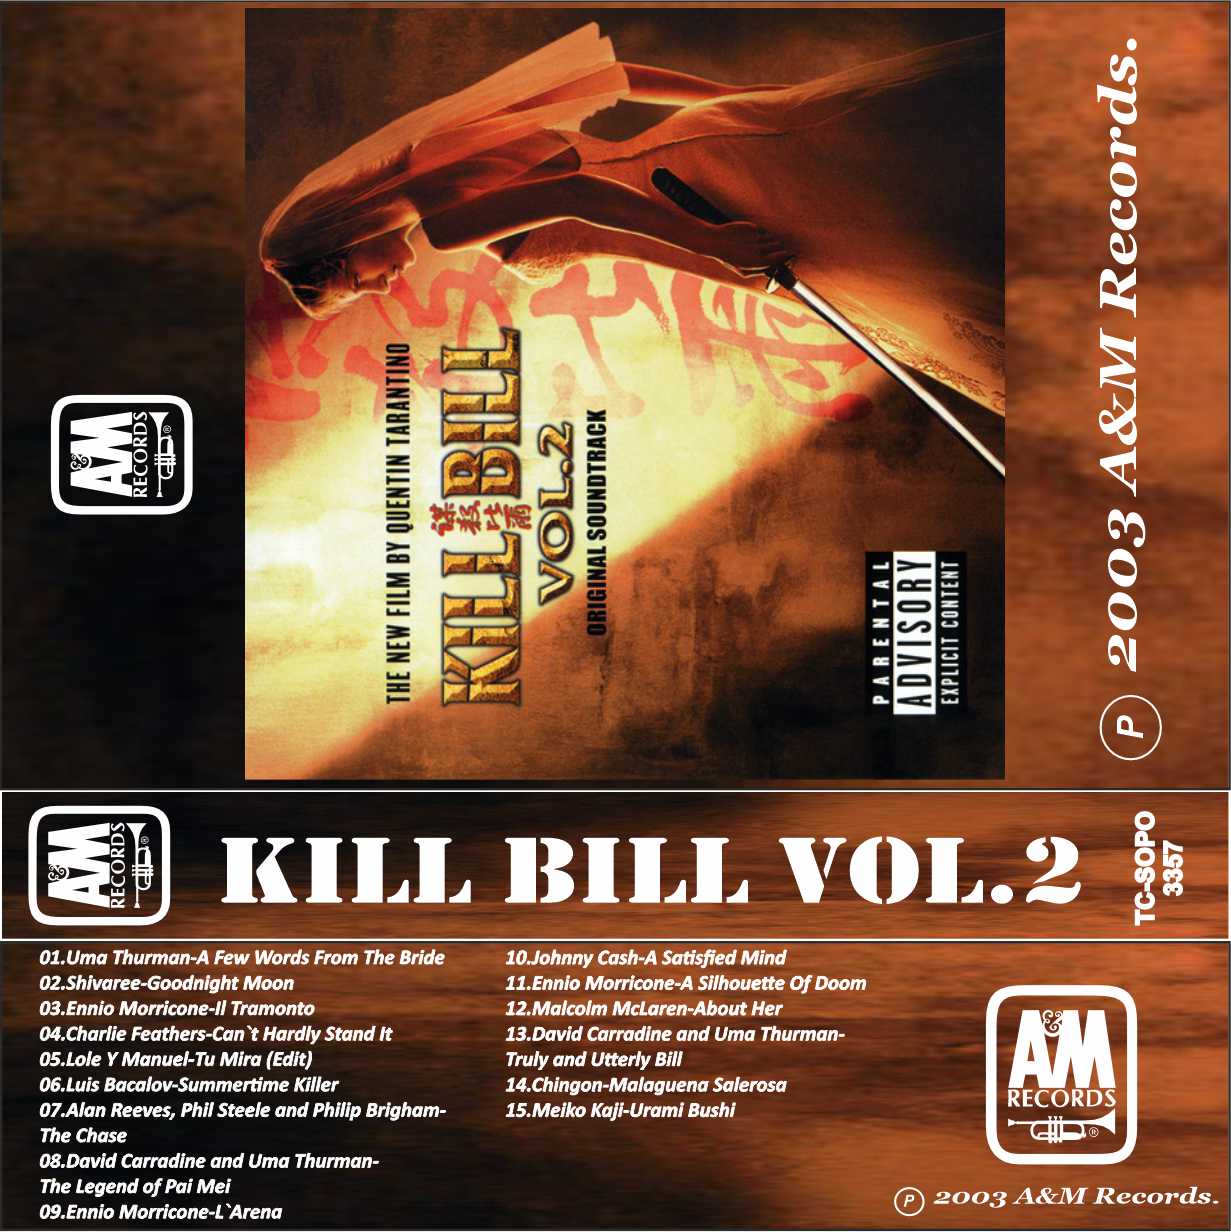 THE NEW FILM BY QUENTIN TARANTINO
KILL BILL
謀殺比爾
VOL.2
ORIGINAL SOUNDTRACK
PARENTAL
ADVISORY
EXPLICIT CONTENT
A&M
RECORDS
®
P 2003 A&M Records.
A&M
RECORDS
®
KILL BILL VOL.2
TC-SOPO
3357
01.Uma Thurman-A Few Words From The Bride
02.Shivaree-Goodnight Moon
03.Ennio Morricone-Il Tramonto
04.Charlie Feathers-Can`t Hardly Stand It
05.Lole Y Manuel-Tu Mira (Edit)
06.Luis Bacalov-Summertime Killer
07.Alan Reeves, Phil Steele and Philip Brigham-
The Chase
08.David Carradine and Uma Thurman-
The Legend of Pai Mei
09.Ennio Morricone-L`Arena
10.Johnny Cash-A Satisfied Mind
11.Ennio Morricone-A Silhouette Of Doom
12.Malcolm McLaren-About Her
13.David Carradine and Uma Thurman-
Truly and Utterly Bill
14.Chingon-Malaguena Salerosa
15.Meiko Kaji-Urami Bushi
A&M
RECORDS
®
P 2003 A&M Records.